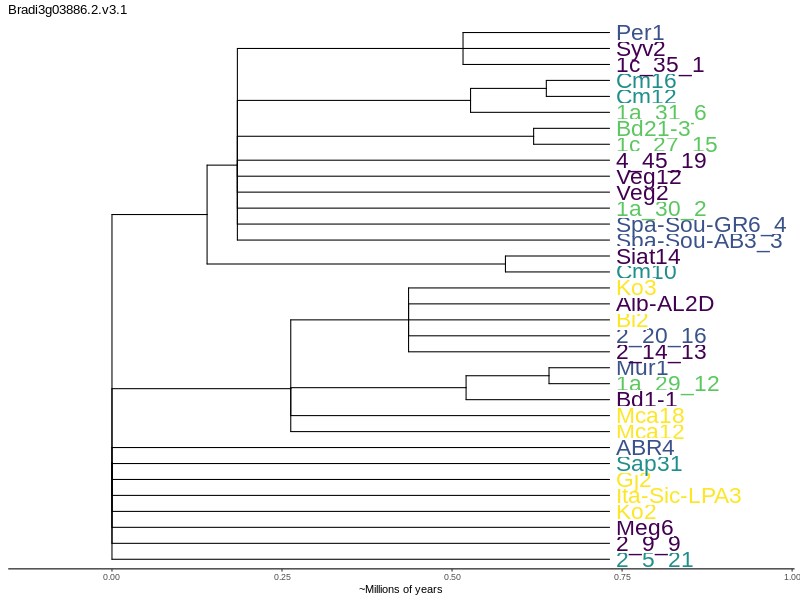 Bradi3g03886.2.v3.1
Per1
Syv2
1c_35_1
Cm16
Cm12
1a_31_6
Bd21-3
1c_27_15
4_45_19
Veg12
Veg2
1a_30_2
Spa-Sou-GR6_4
Spa-Sou-AB3_3
Siat14
Cm10
Ko3
Alb-AL2D
Bi2
2_20_16
2_14_13
Mur1
1a_29_12
Bd1-1
Mca18
Mca12
ABR4
Sap31
Gj2
Ita-Sic-LPA3
Ko2
Meg6
2_9_9
2_5_21
0.00 0.25 0.50 0.75 1.00
~Millions of years